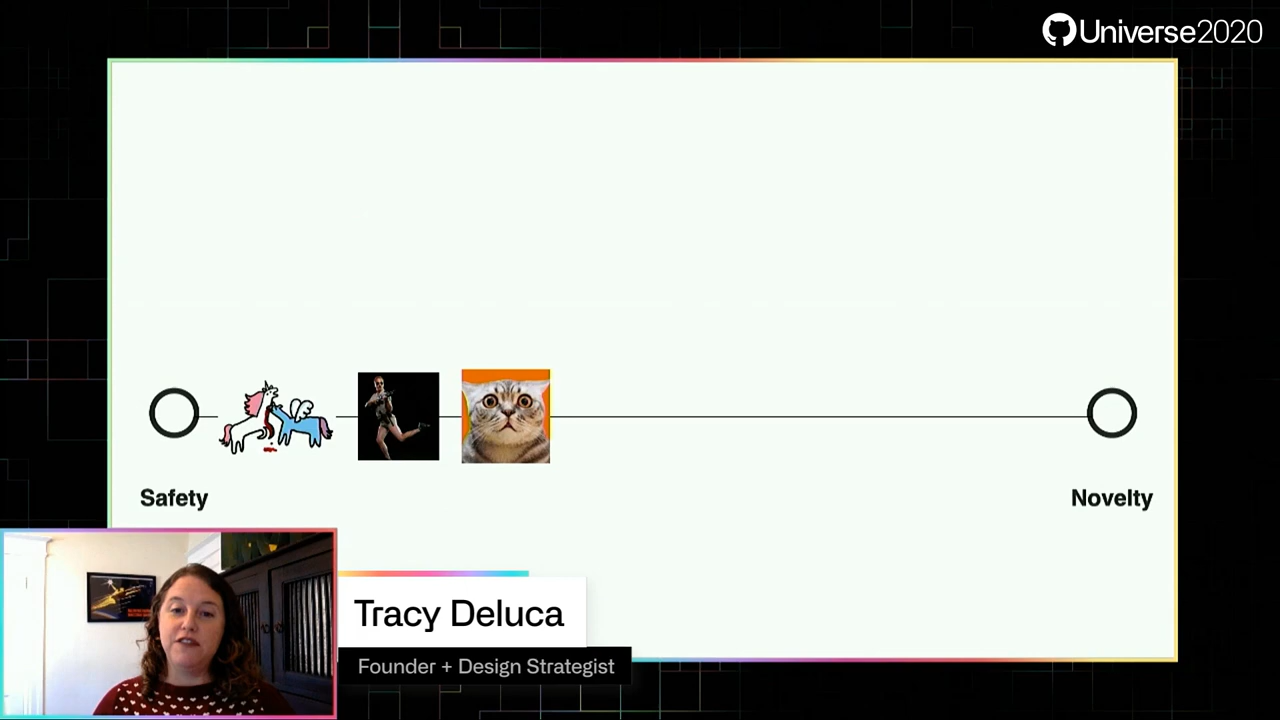 Universe2020
Safety
Novelty
Tracy Deluca
Founder + Design Strategist